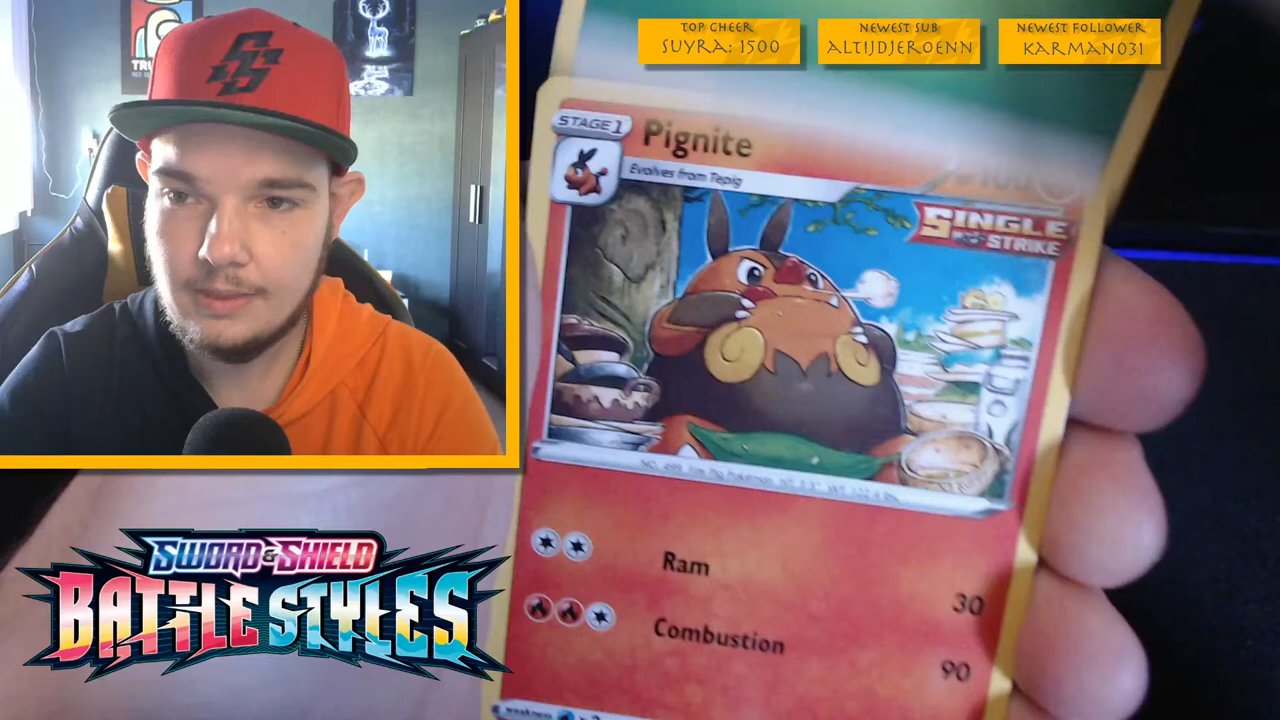 TOP CHEER
SUYRA: 1500
NEWEST SUB
ALTIJDJEROENN
NEWEST FOLLOWER
KARMAN031
STAGE 1
Pignite
Evolves from Tepig
SINGLE
STRIKE
Ram
30
Combustion
90
weakness
SWORD & SHIELD
BATTLE STYLES